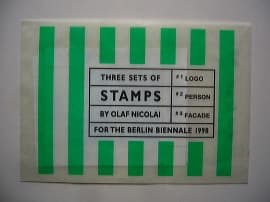 THREE SETS OF #1 LOGO
STAMPS #2 PERSON
BY OLAF NICOLAI #3 FACADE
FOR THE BERLIN BIENNALE 1998